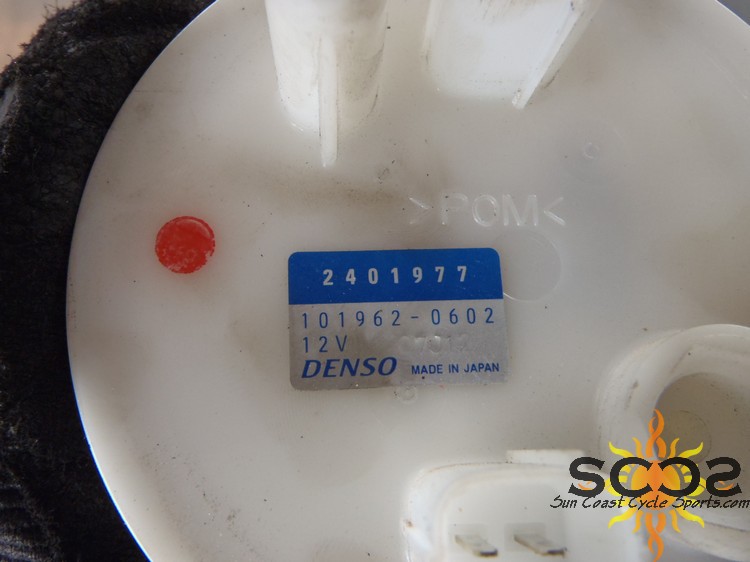 >POM<
2401977
101962-0602
12V
DENSO MADE IN JAPAN
SCCS
Sun Coast Cycle Sports.com